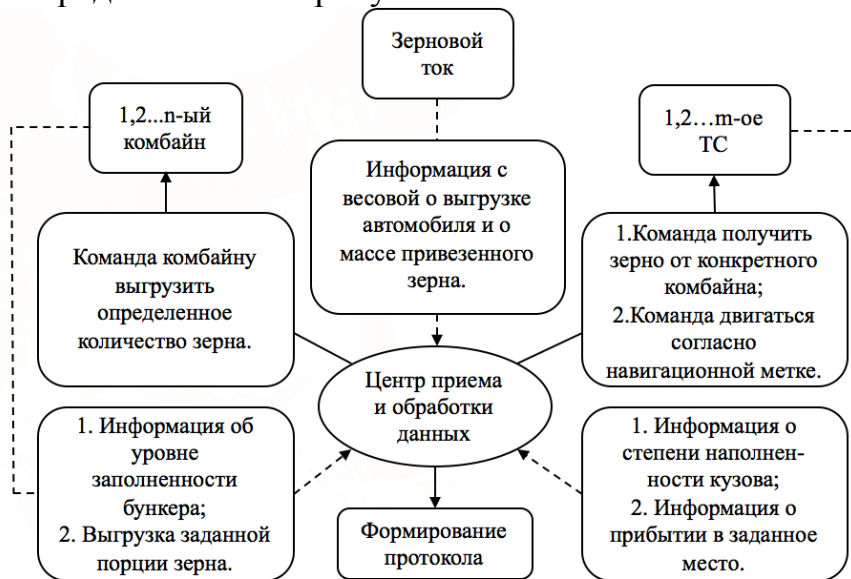 Зерновой
ток
1,2...n-ый
комбайн
1,2…m-ое
ТС
Информация с
весовой о выгрузке
автомобиля и о
массе привезенного
зерна.
Команда комбайну
выгрузить
определенное
количество зерна.
1.Команда получить
зерно от конкретного
комбайна;
2.Команда двигаться
согласно
навигационной метке.
Центр приема
и обработки
данных
1. Информация об
уровне
заполненности
бункера;
2. Выгрузка заданной
порции зерна.
1. Информация о
степени наполнен-
ности кузова;
2. Информация о
прибытии в заданное
место.
Формирование
протокола